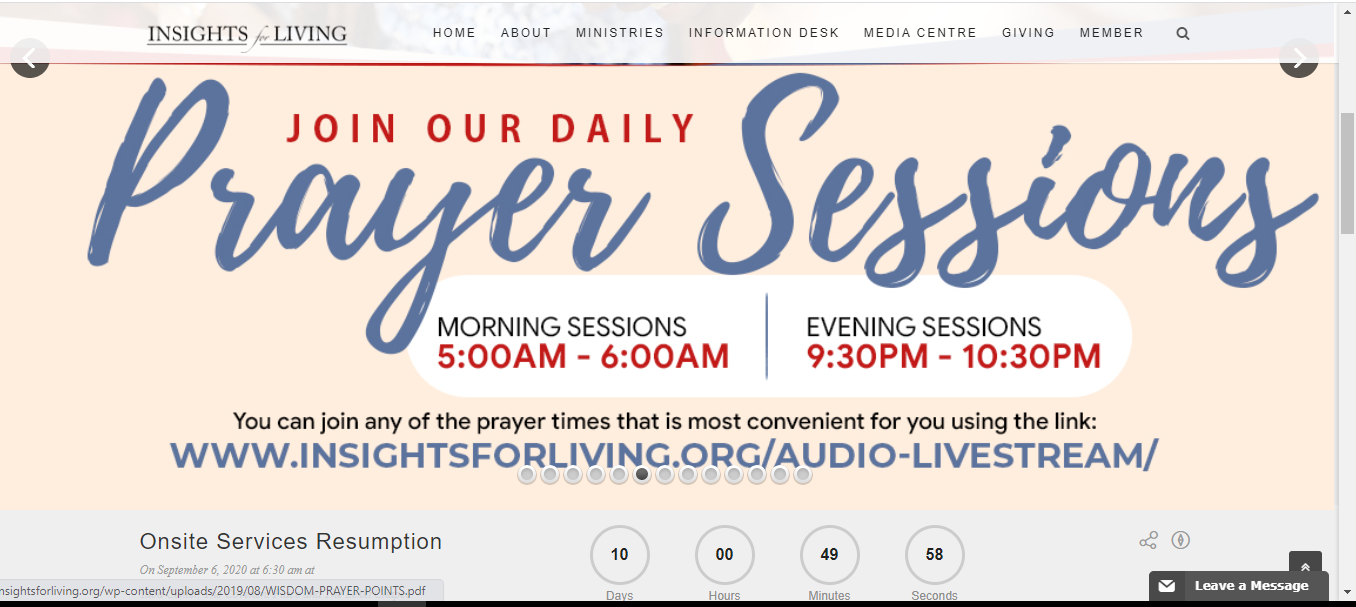 INSIGHTS for LIVING
HOME ABOUT MINISTRIES INFORMATION DESK MEDIA CENTRE GIVING MEMBER
JOIN OUR DAILY
Prayer Sessions
MORNING SESSIONS
5:00AM - 6:00AM
EVENING SESSIONS
9:30PM - 10:30PM
You can join any of the prayer times that is most convenient for you using the link:
WWW.INSIGHTSFORLIVING.ORG/AUDIO-LIVESTREAM/
Onsite Services Resumption
On September 6, 2020 at 6:30 am at
10 00 49 58
Days Hours Minutes Seconds
nsightsforliving.org/wp-content/uploads/2019/08/WISDOM-PRAYER-POINTS.pdf
Leave a Message